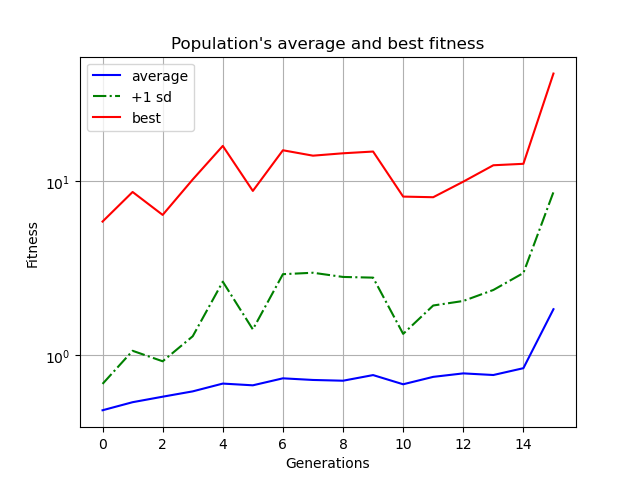 Population's average and best fitness
average
+1 sd
best
Fitness
10¹
10⁰
0 2 4 6 8 10 12 14
Generations